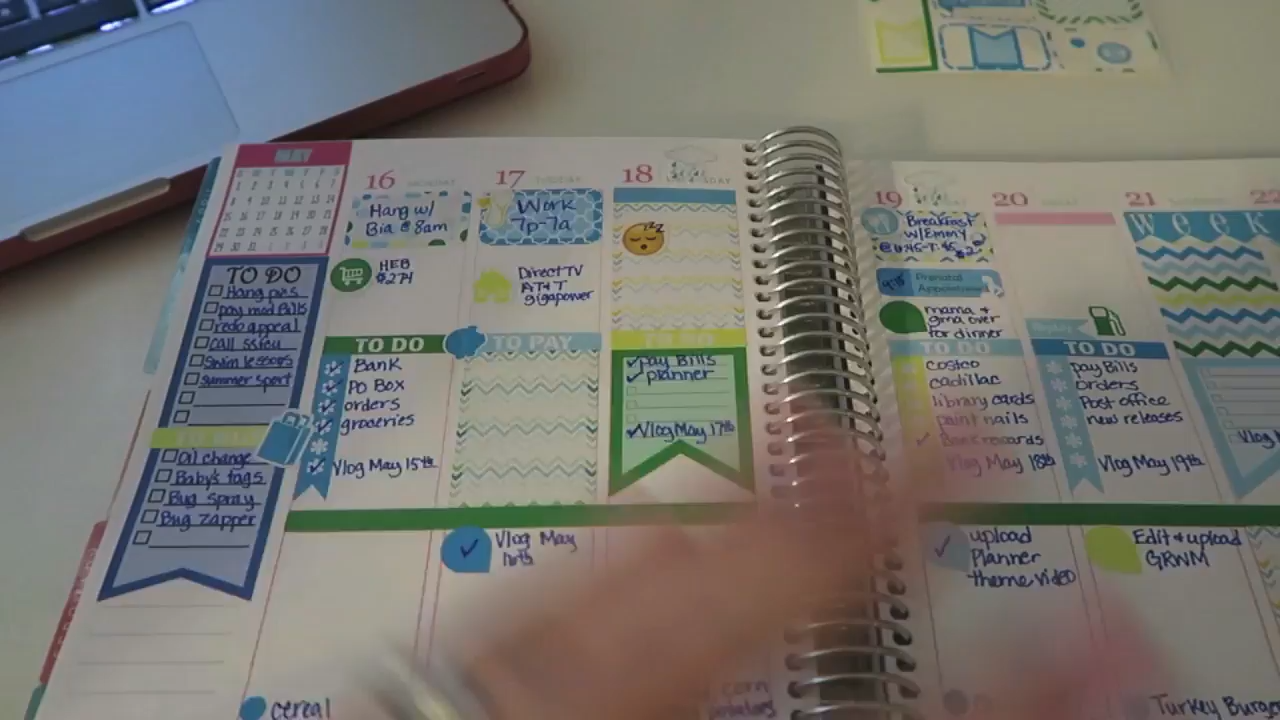 MAY
TO DO
pay med Bills
redo appeal
Swim lessons
Summer sport
Oil change
Baby's tags
Bug spray
Bug Zapper
16
Hang w/
Bia @ 8am
HEB
TO DO
Bank
PO Box
orders
groceries
Vlog May 15th
cereal
17 TUESDAY
Work
7p-7a
Direct TV
AT&T
gigapower
TO PAY
Vlog May
18
pay Bills
planner
Vlog May 17th
corn
19
Breakfast
w/Emmy
Prenatal
Appointment
mama &
gma over
for dinner
TO DO
costco
cadillac
library cards
paint nails
Vlog May 18th
upload
Planner
theme video
20
TO DO
pay Bills
orders
Post office
new releases
Vlog May 19th
Edit & upload
GRWM
Turkey Burger
21
WEEK
22